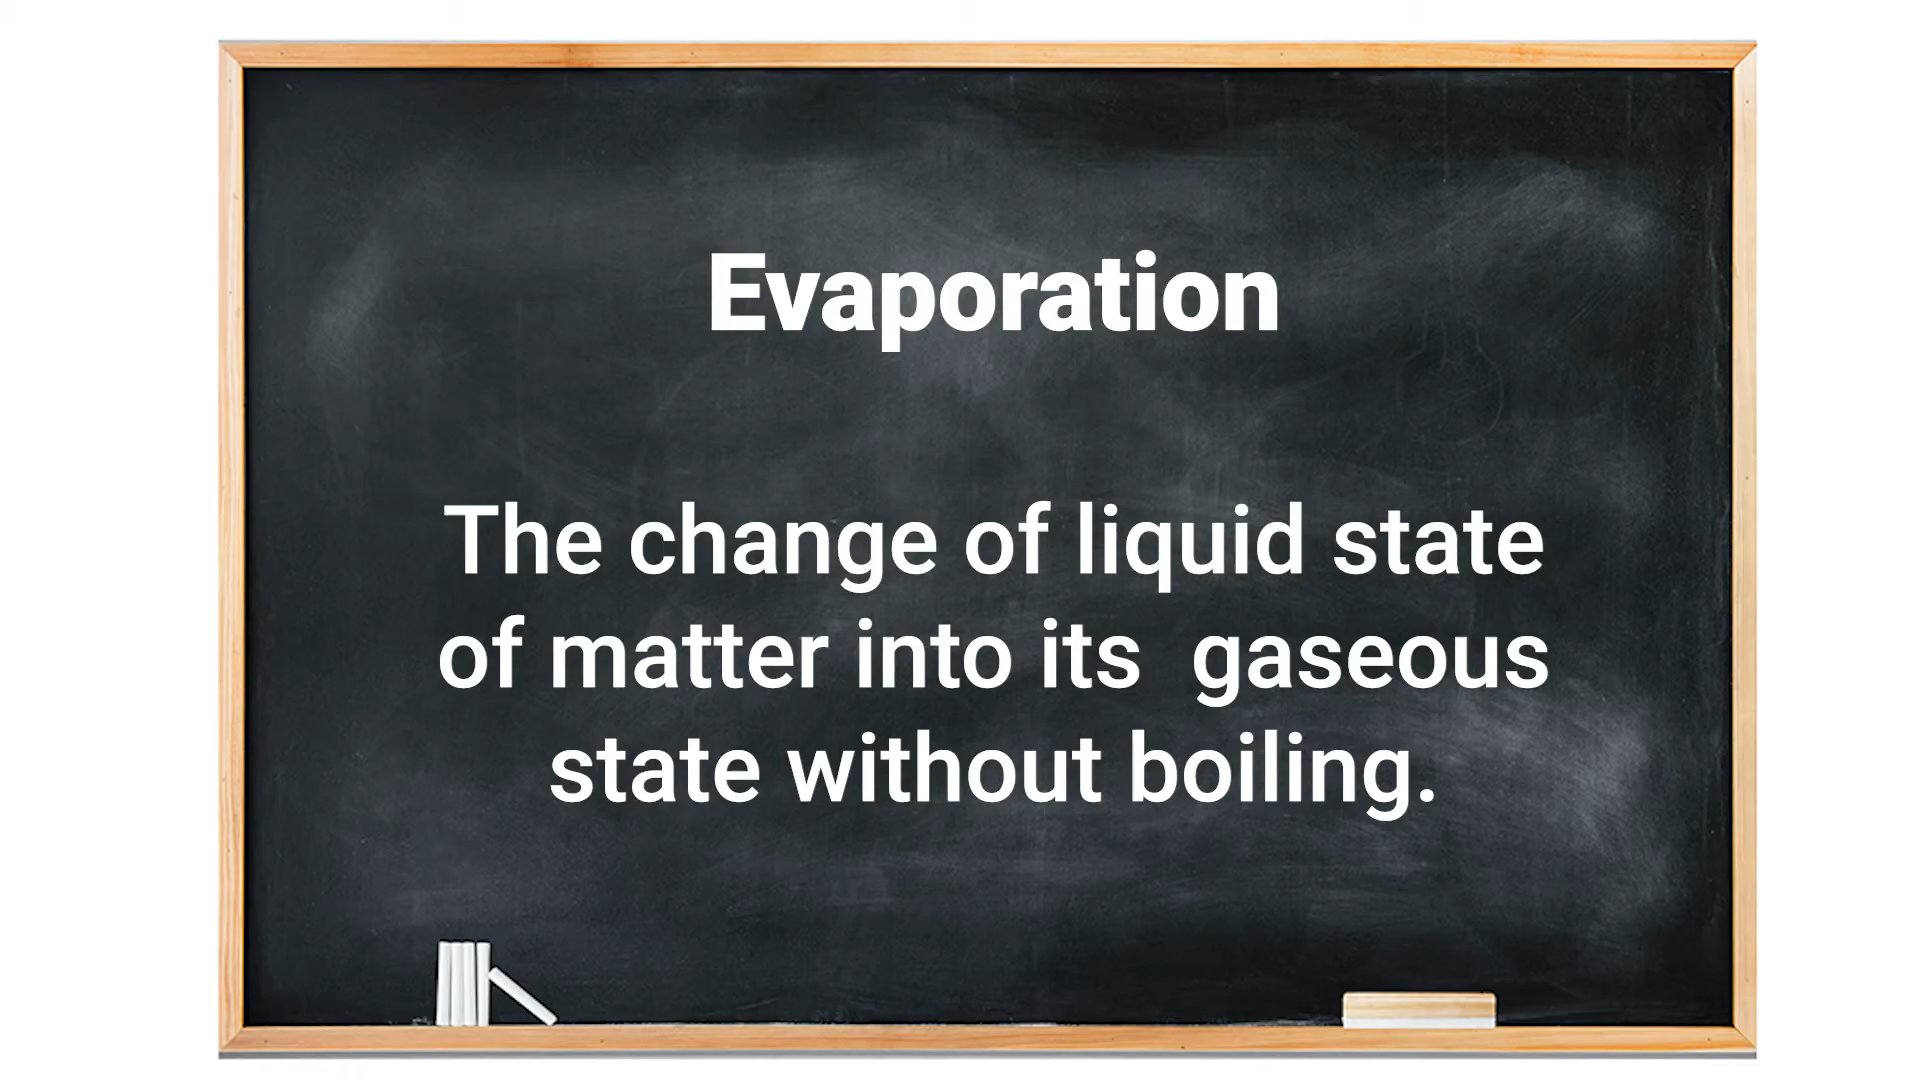 Evaporation
The change of liquid state
of matter into its  gaseous
state without boiling.